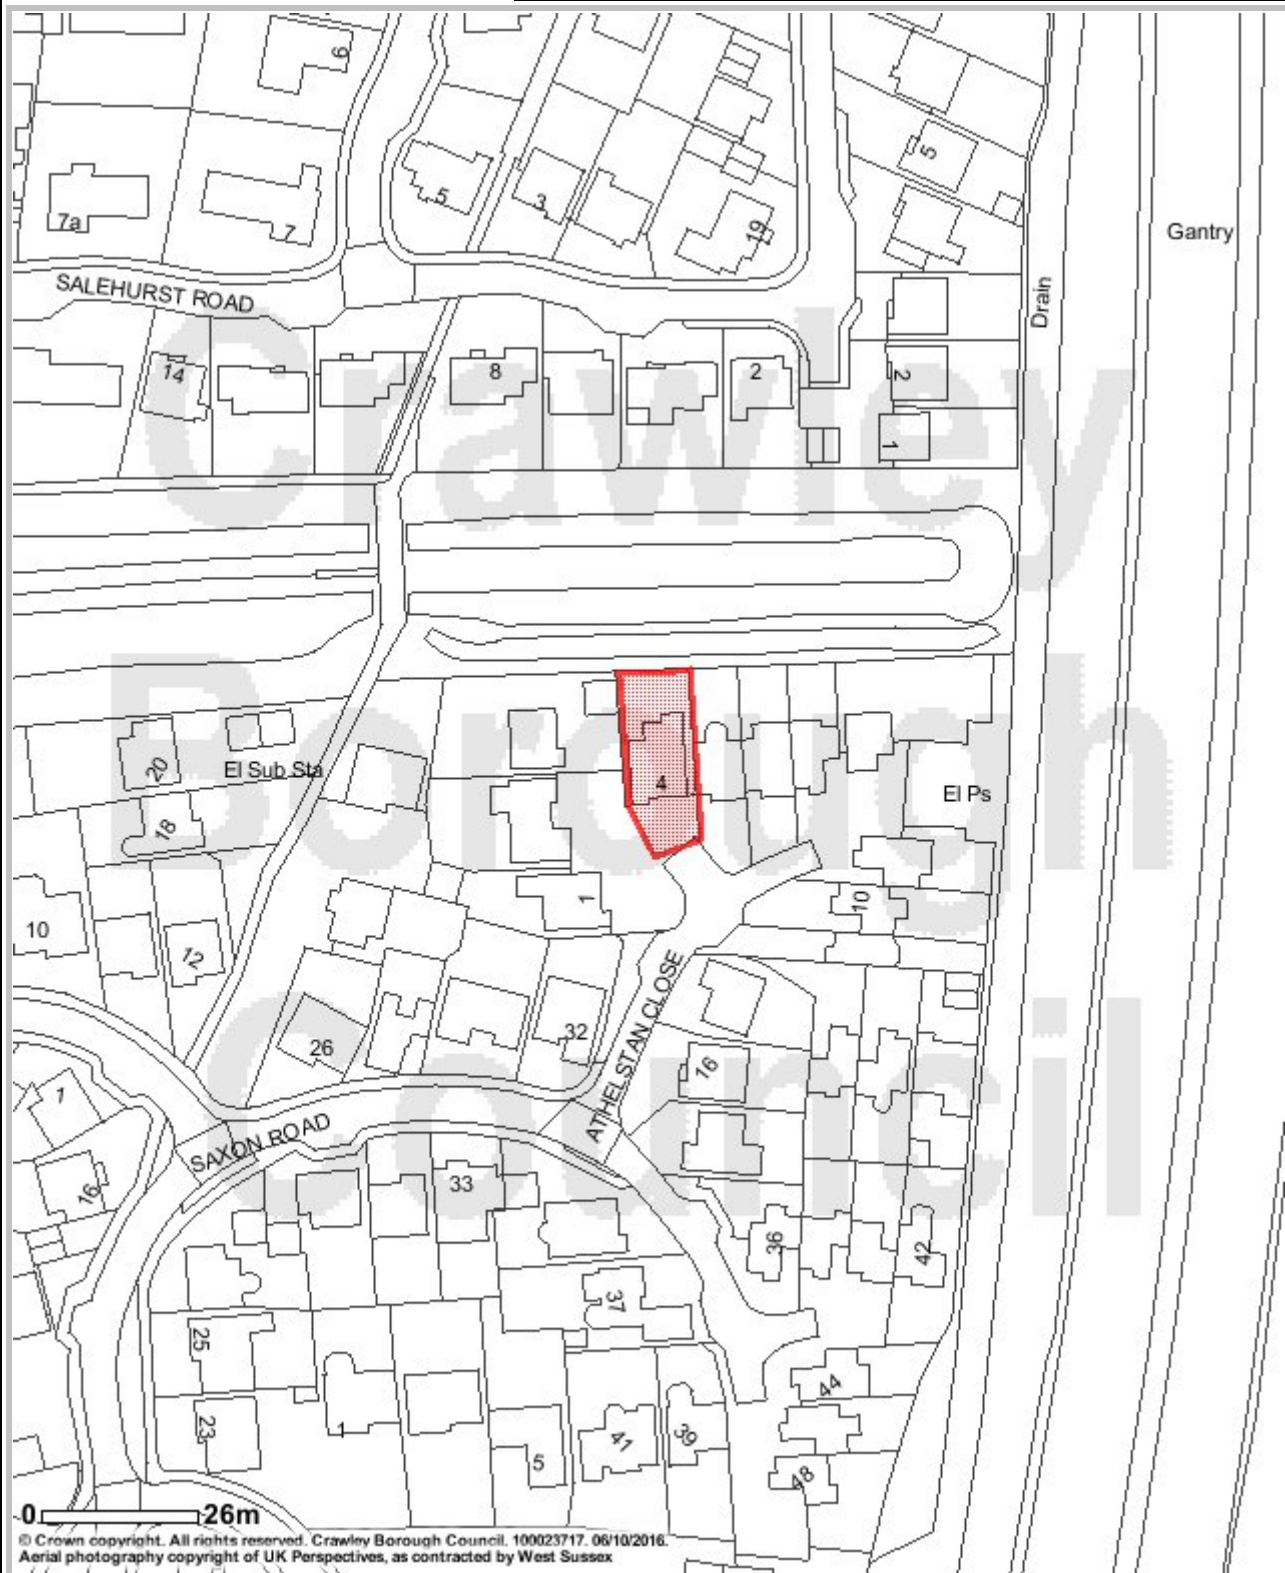 6
5
3
19
5
7a
7
Gantry
SALEHURST ROAD
Drain
14
8
2
2
1
Crawley
4
20
El Sub Sta
El Ps
18
Borough
1
10
10
12
ATHELSTAN CLOSE
26
32
16
Council
1
SAXON ROAD
33
16
36
42
37
25
44
23
1
41
39
5
48
0 26m
© Crown copyright. All rights reserved. Crawley Borough Council. 100023717. 06/10/2016.
Aerial photography copyright of UK Perspectives, as contracted by West Sussex